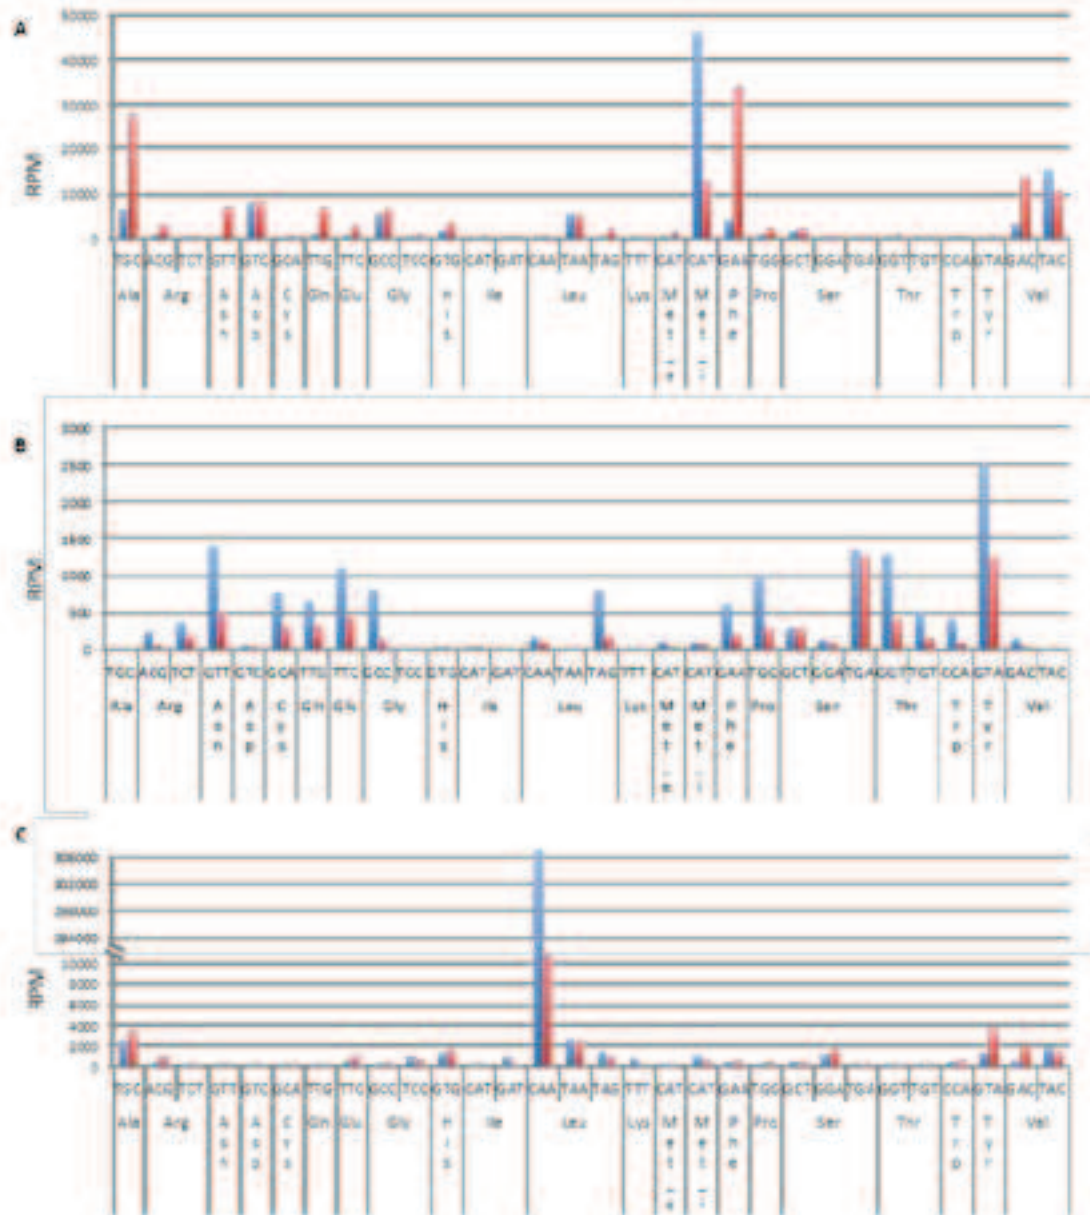 A
50000
40000
30000
20000
10000
0
RPM
TGC ACG TCT GTT GTC GCA TTG TTC GCC TCC GTG CAT GAT CAA TAA TAG TTT CAT CAT GAA TGG GCT GGA TGA GGT TGT CCA GTA GAC TAC
Ala Arg Asn Asp Cys Gln Glu Gly His Ile Leu Lys Met-e Met-i Phe Pro Ser Thr Trp Tyr Val
B
3000
2500
2000
1500
1000
500
0
RPM
TGC ACG TCT GTT GTC GCA TTG TTC GCC TCC GTG CAT GAT CAA TAA TAG TTT CAT CAT GAA TGG GCT GGA TGA GGT TGT CCA GTA GAC TAC
Ala Arg Asn Asp Cys Gln Glu Gly His Ile Leu Lys Met-e Met-i Phe Pro Ser Thr Trp Tyr Val
C
10000
8000
6000
4000
2000
0
RPM
TGC ACG TCT GTT GTC GCA TTG TTC GCC TCC GTG CAT GAT CAA TAA TAG TTT CAT CAT GAA TGG GCT GGA TGA GGT TGT CCA GTA GAC TAC
Ala Arg Asn Asp Cys Gln Glu Gly His Ile Leu Lys Met-e Met-i Phe Pro Ser Thr Trp Tyr Val